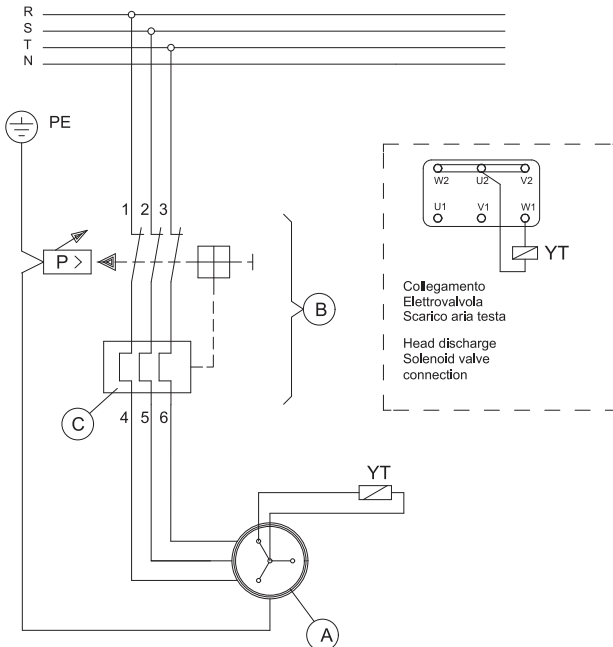 R
S
T
N
PE
1 2 3
P >
B
C
4 5 6
YT
A
W2 U2 V2
U1 V1 W1
YT
Collegamento
Elettrovalvola
Scarico aria testa
Head discharge
Solenoid valve
connection